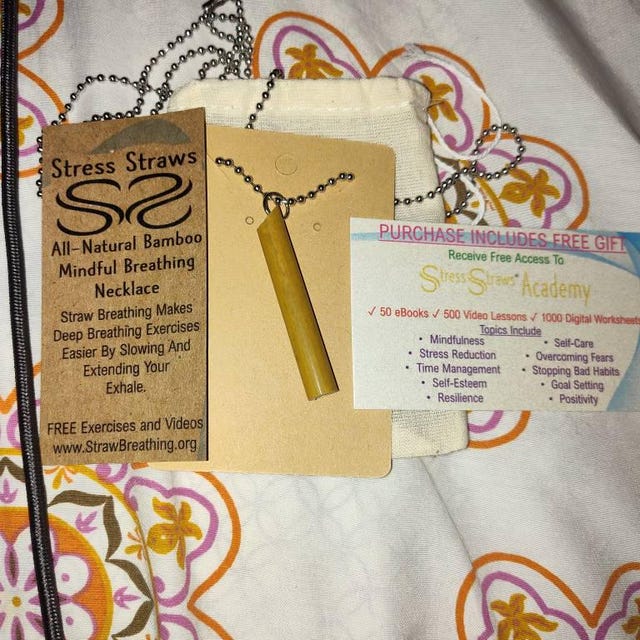 Stress Straws
SS
All-Natural Bamboo
Mindful Breathing
Necklace
Straw Breathing Makes
Deep Breathing Exercises
Easier By Slowing And
Extending Your
Exhale.
FREE Exercises and Videos
www.StrawBreathing.org
PURCHASE INCLUDES FREE GIFT
Receive Free Access To
StressStraws® Academy
✓ 50 eBooks ✓ 500 Video Lessons ✓ 1000 Digital Worksheets
Topics Include
• Mindfulness
• Stress Reduction
• Time Management
• Self-Esteem
• Resilience
• Self-Care
• Overcoming Fears
• Stopping Bad Habits
• Goal Setting
• Positivity